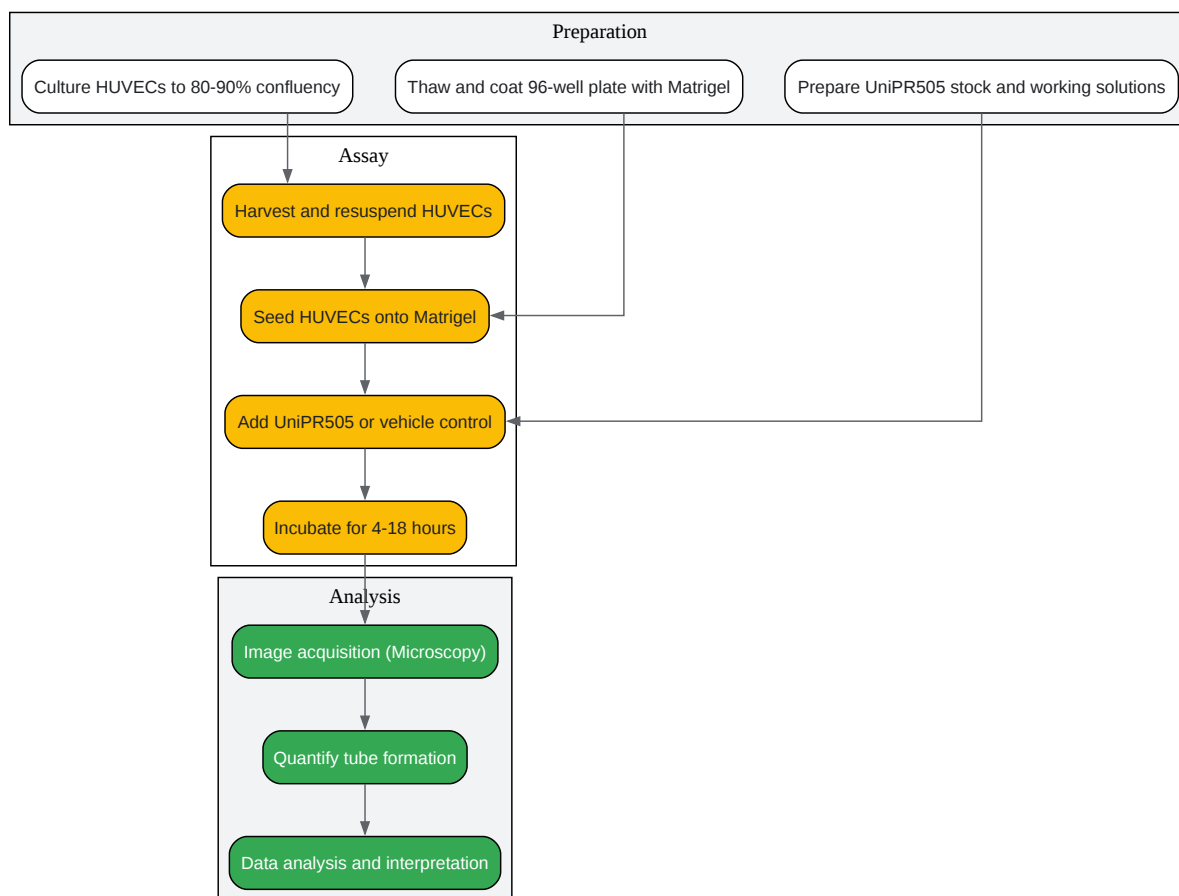 Preparation
Culture HUVECs to 80-90% confluency
Thaw and coat 96-well plate with Matrigel
Prepare UniPR505 stock and working solutions
Assay
Harvest and resuspend HUVECs
Seed HUVECs onto Matrigel
Add UniPR505 or vehicle control
Incubate for 4-18 hours
Analysis
Image acquisition (Microscopy)
Quantify tube formation
Data analysis and interpretation